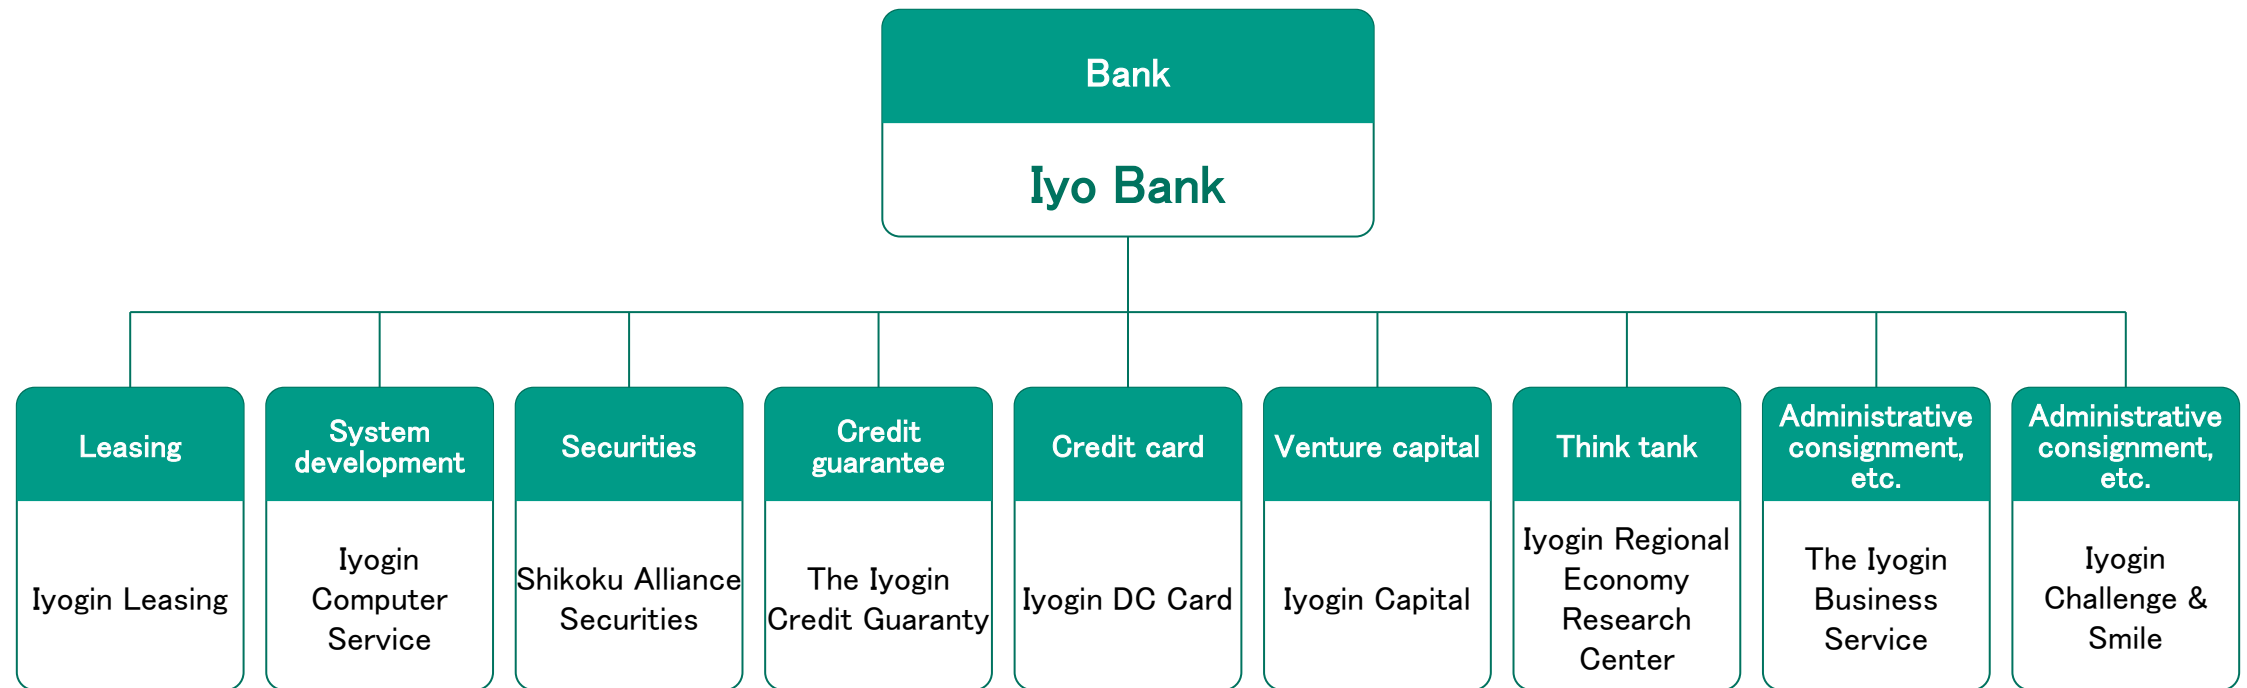 Bank
Iyo Bank
Leasing
Iyogin Leasing
System
development
Iyogin
Computer
Service
Securities
Shikoku Alliance
Securities
Credit
guarantee
The Iyogin
Credit Guaranty
Credit card
Iyogin DC Card
Venture capital
Iyogin Capital
Think tank
Iyogin Regional
Economy
Research
Center
Administrative
consignment,
etc.
The Iyogin
Business
Service
Administrative
consignment,
etc.
Iyogin
Challenge &
Smile